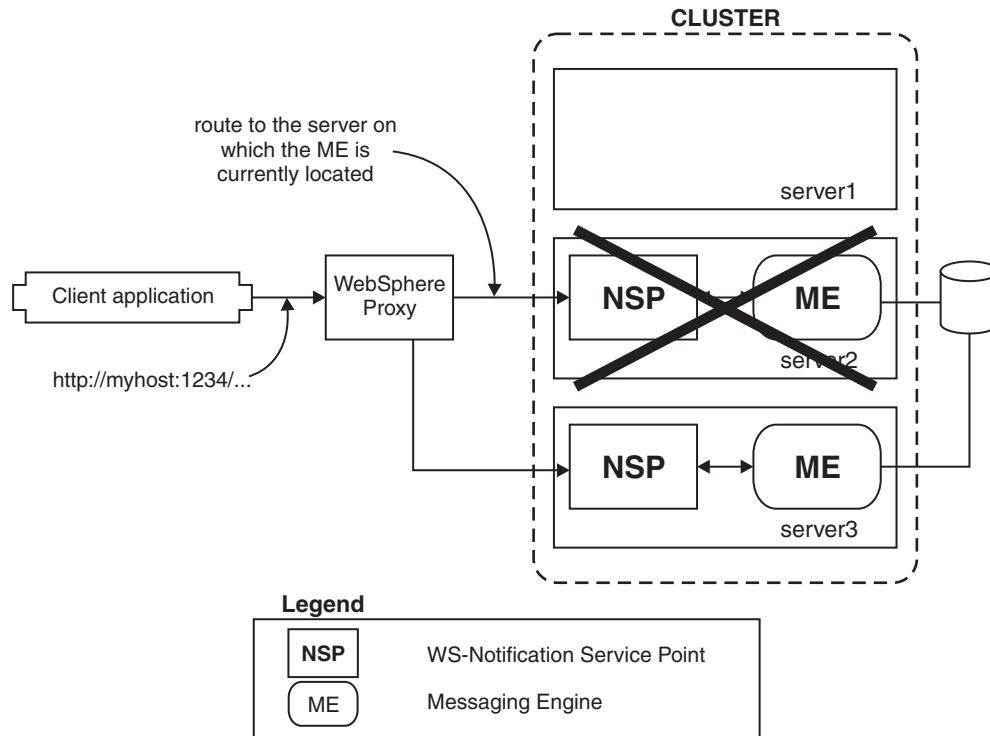 CLUSTER
route to the server on
which the ME is
currently located
server1
Client application
WebSphere
Proxy
NSP
ME
server2
http://myhost:1234/...
NSP
ME
server3
Legend
NSP
WS-Notification Service Point
ME
Messaging Engine